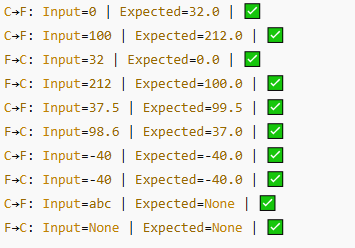 C→F: Input=0 | Expected=32.0 | ✅
C→F: Input=100 | Expected=212.0 | ✅
F→C: Input=32 | Expected=0.0 | ✅
F→C: Input=212 | Expected=100.0 | ✅
C→F: Input=37.5 | Expected=99.5 | ✅
F→C: Input=98.6 | Expected=37.0 | ✅
C→F: Input=-40 | Expected=-40.0 | ✅
F→C: Input=-40 | Expected=-40.0 | ✅
C→F: Input=abc | Expected=None | ✅
F→C: Input=None | Expected=None | ✅